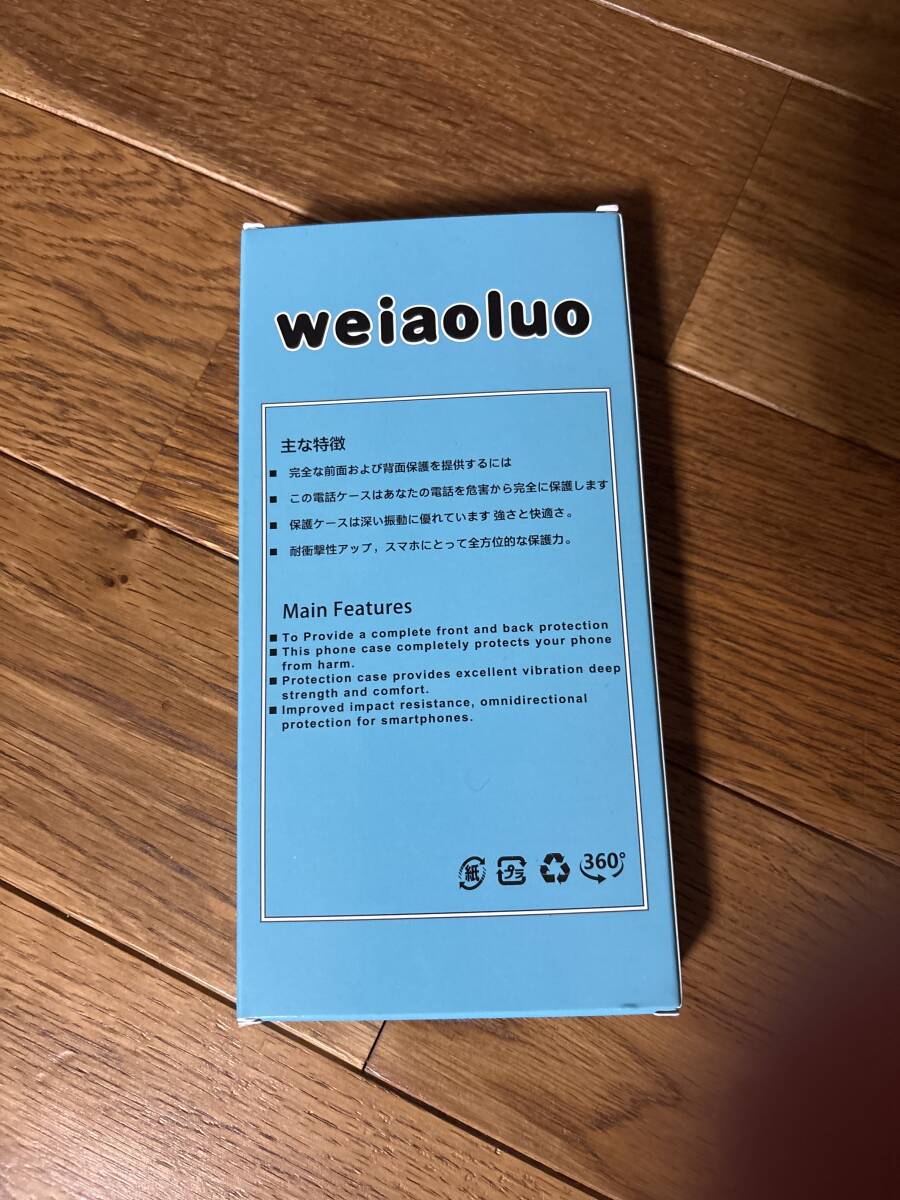 weiaoluo
主な特徴
■ 完全な前面および背面保護を提供するには
■ この電話ケースはあなたの電話を危害から完全に保護します
■ 保護ケースは深い振動に優れています 強さと快適さ。
■ 耐衝撃性アップ，スマホにとって全方位的な保護力。
Main Features
■ To Provide a complete front and back protection
■ This phone case completely protects your phone
from harm.
■ Protection case provides excellent vibration deep
strength and comfort.
■ Improved impact resistance, omnidirectional
protection for smartphones.
紙 プラ 360°